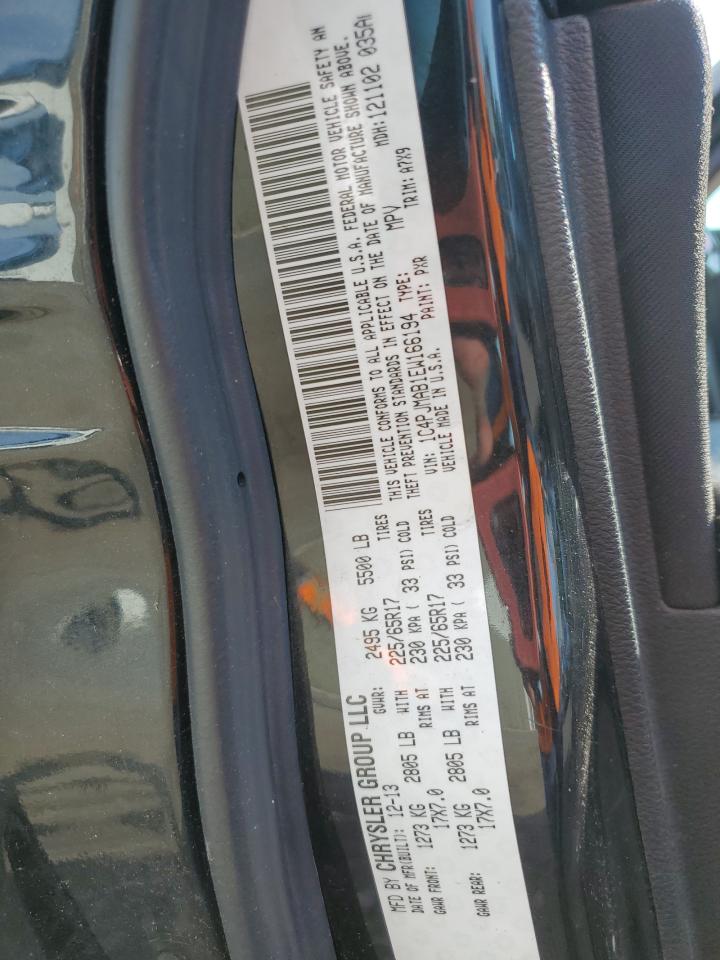 MFD BY CHRYSLER GROUP LLC
DATE OF MFR(BUILT): 12-13 GVWR: 2495 KG 5500 LB
GAWR FRONT: 1273 KG 2805 LB WITH 225/65R17 TIRES
17X7.0 RIMS AT 230 KPA ( 33 PSI) COLD
GAWR REAR: 1273 KG 2805 LB WITH 225/65R17 TIRES
17X7.0 RIMS AT 230 KPA ( 33 PSI) COLD
THIS VEHICLE CONFORMS TO ALL APPLICABLE U.S.A. FEDERAL MOTOR VEHICLE SAFETY AN
THEFT PREVENTION STANDARDS IN EFFECT ON THE DATE OF MANUFACTURE SHOWN ABOVE.
VIN: 1C4PJMAB1EW166194 TYPE: MPV MDH:121102 035A
VEHICLE MADE IN U.S.A. PAINT: PXR TRIM: A7X9